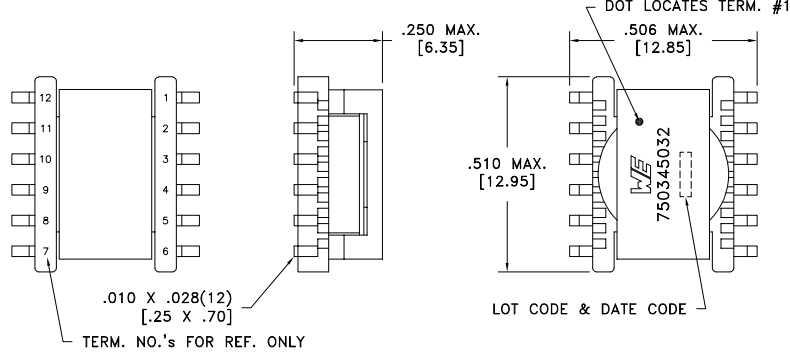 DOT LOCATES TERM. #1
.250 MAX.
[6.35]
.506 MAX.
[12.85]
12
11
10
9
8
7
1
2
3
4
5
6
.510 MAX.
[12.95]
WE
750345032
.010 X .028(12)
[.25 X .70]
LOT CODE & DATE CODE
TERM. NO.'s FOR REF. ONLY